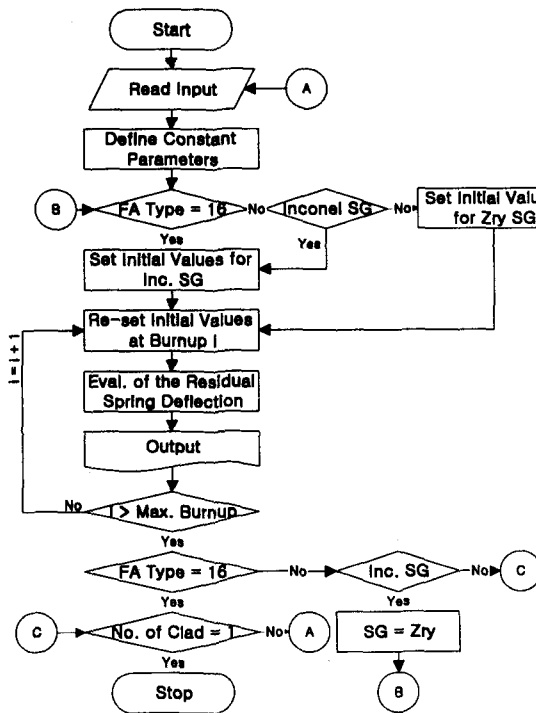 Start
Read Input
A
Define Constant
Parameters
B
FA Type = 16
No
Inconel SG
No
Set Initial Valu
for Zry SG
Yes
Yes
Set Initial Values for
Inc. SG
Re-set Initial Values
at Burnup i
i = i + 1
Eval. of the Residual
Spring Deflection
Output
No
i > Max. Burnup
Yes
FA Type = 16
No
Inc. SG
No
C
Yes
Yes
C
No. of Clad = 1
No
A
SG = Zry
Yes
Stop
B